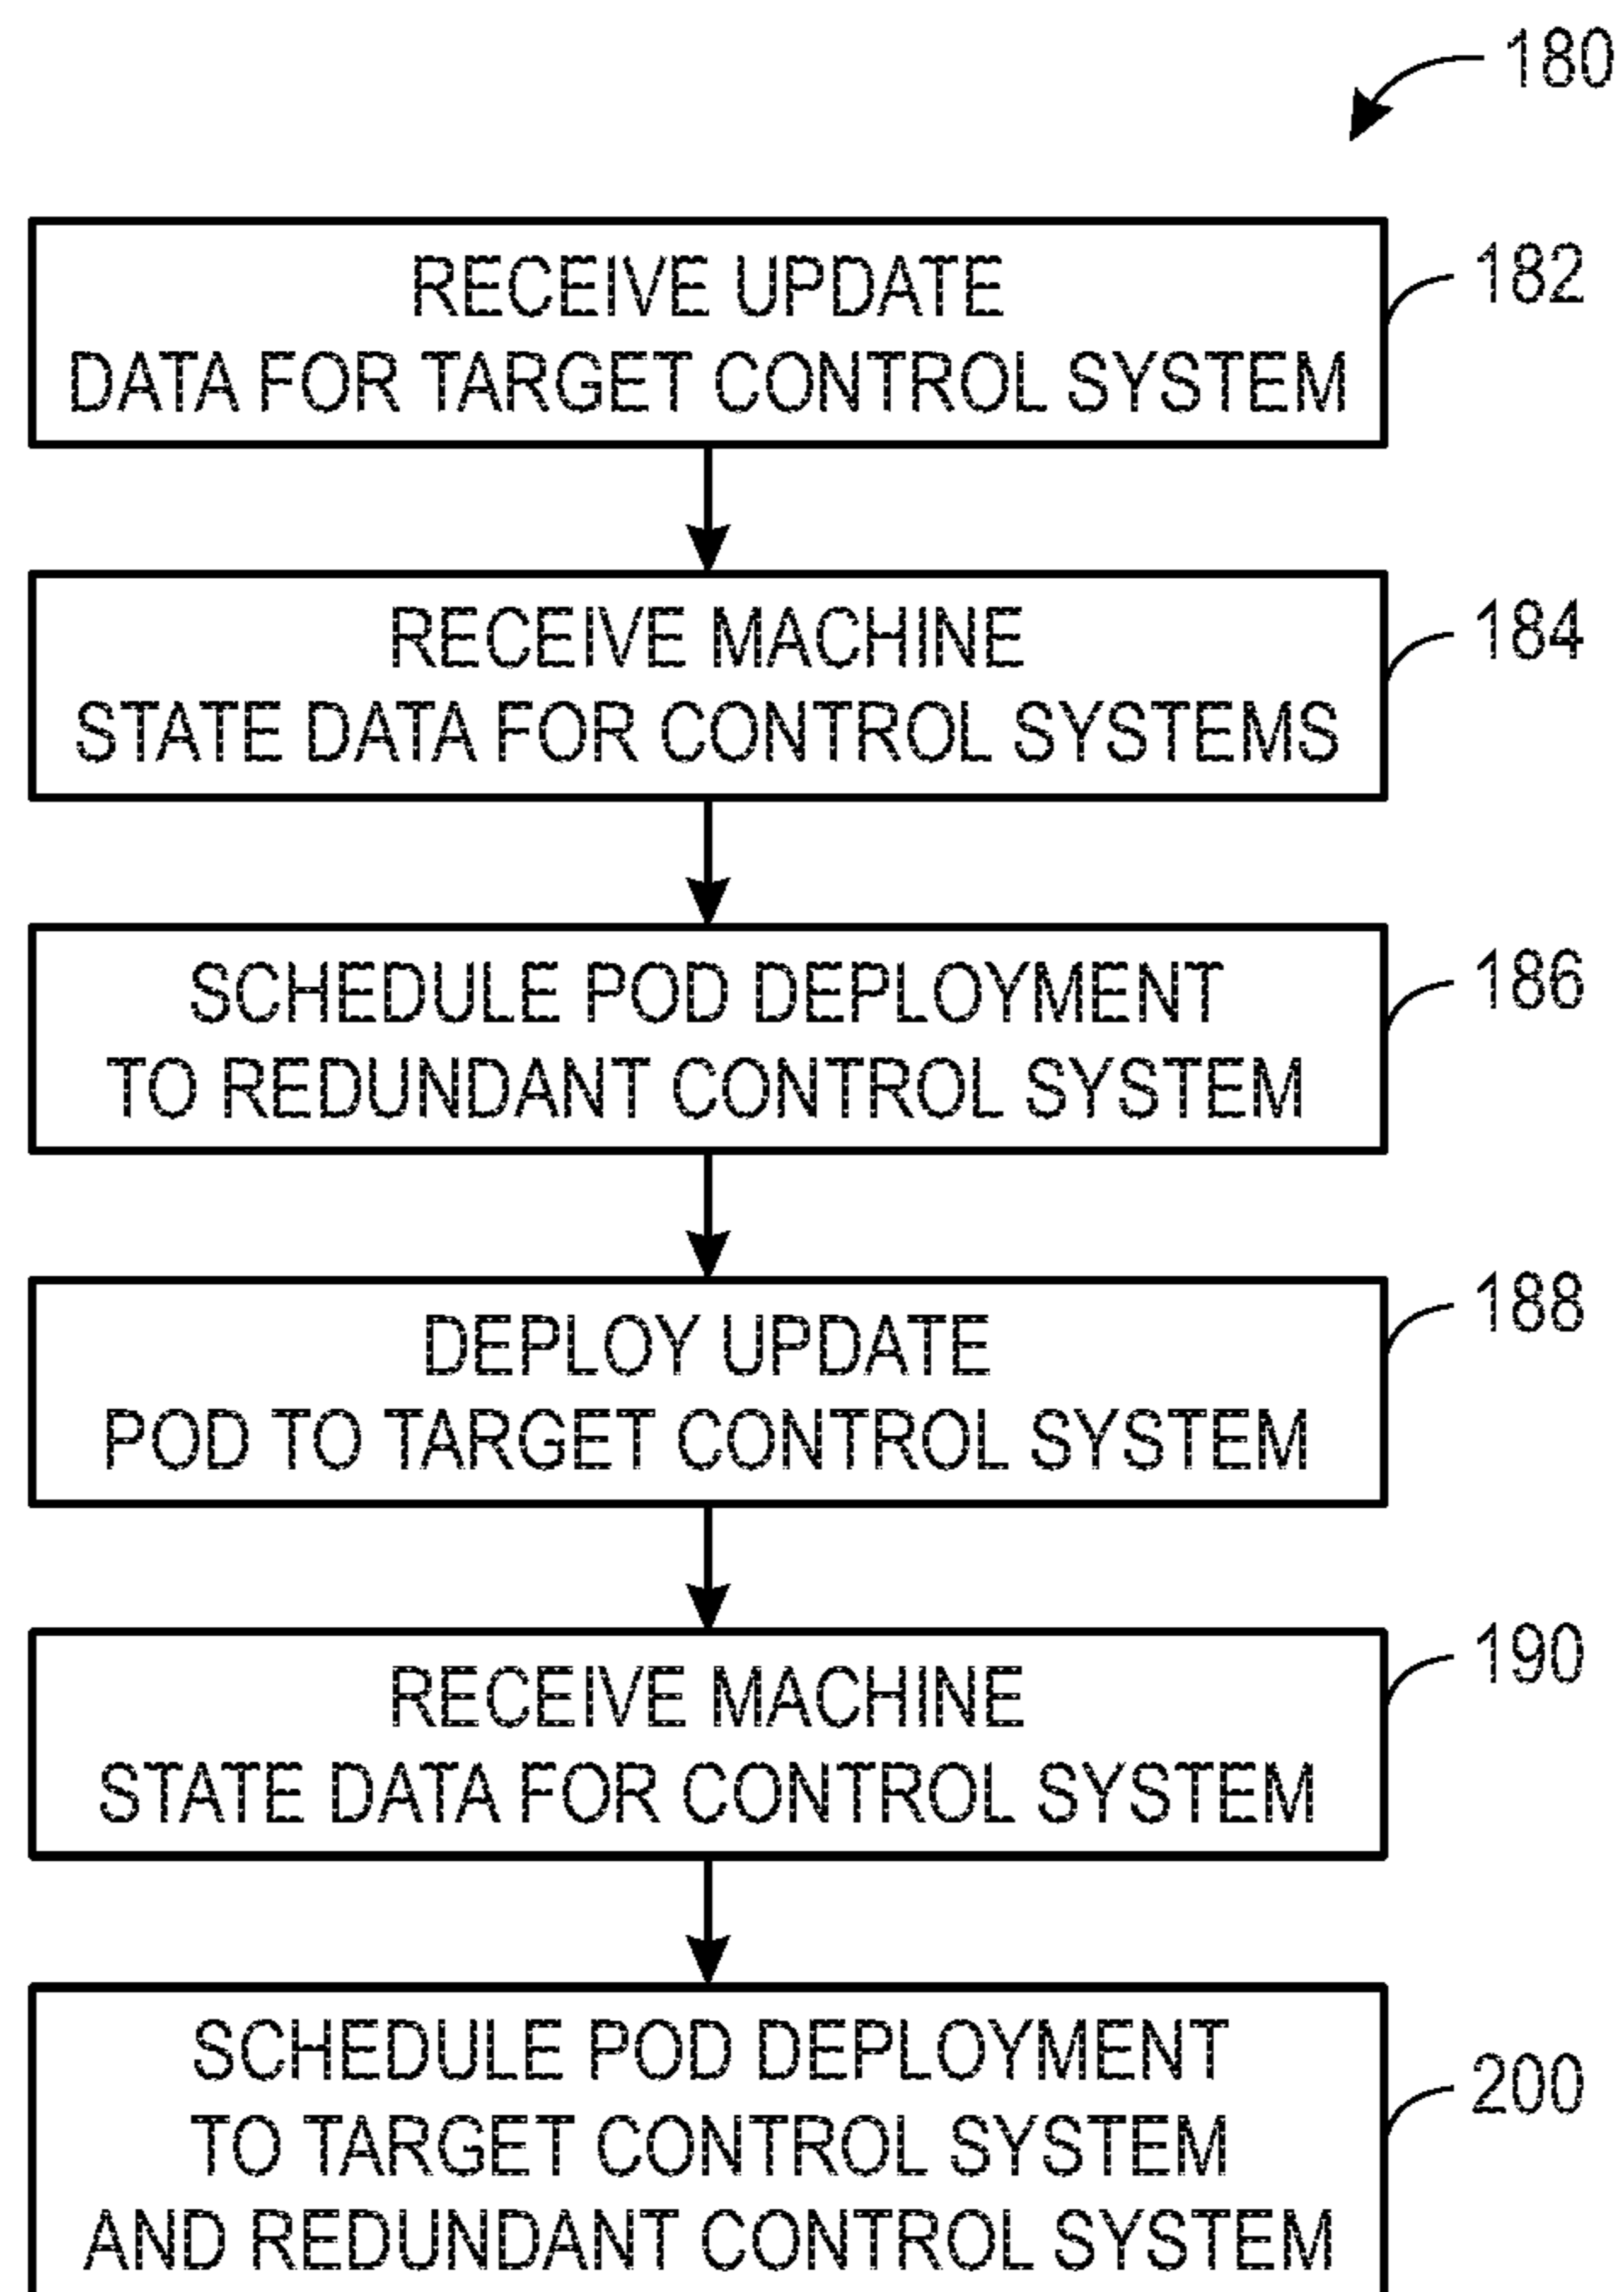 180
RECEIVE UPDATE
DATA FOR TARGET CONTROL SYSTEM
182
RECEIVE MACHINE
STATE DATA FOR CONTROL SYSTEMS
184
SCHEDULE POD DEPLOYMENT
TO REDUNDANT CONTROL SYSTEM
186
DEPLOY UPDATE
POD TO TARGET CONTROL SYSTEM
188
RECEIVE MACHINE
STATE DATA FOR CONTROL SYSTEM
190
SCHEDULE POD DEPLOYMENT
TO TARGET CONTROL SYSTEM
AND REDUNDANT CONTROL SYSTEM
200